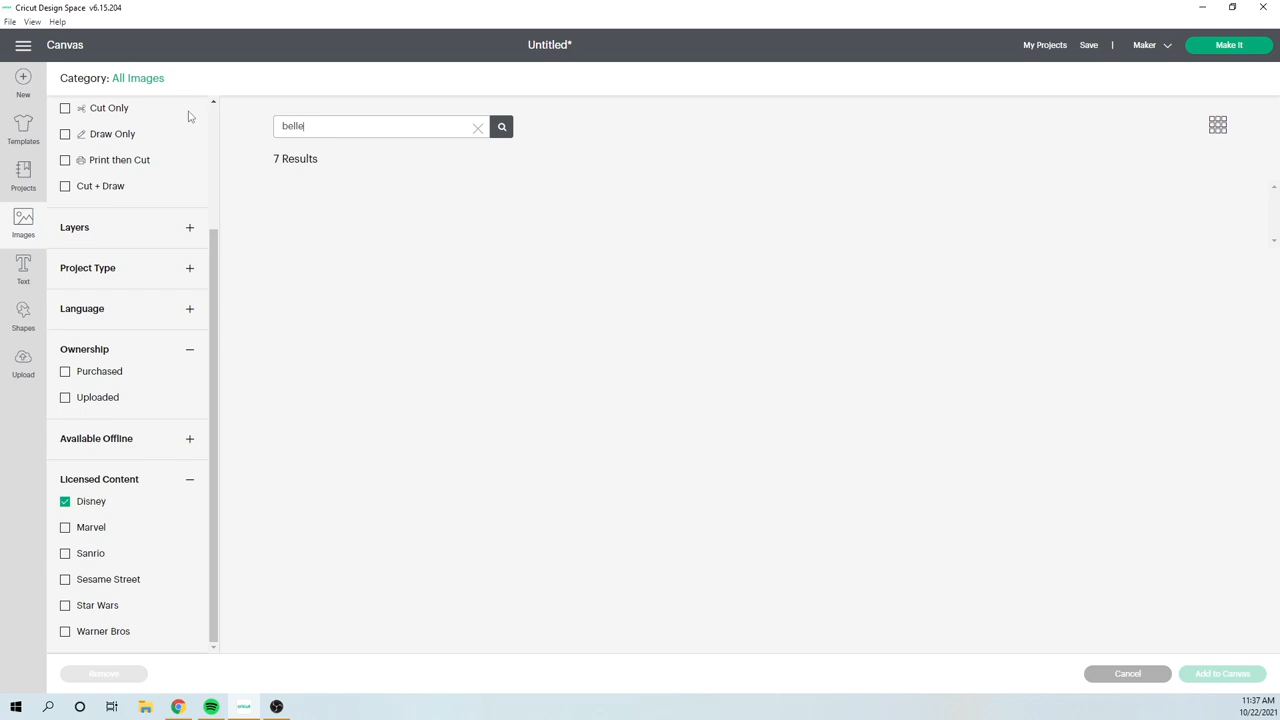 Cricut Design Space v6.15.204
File View Help
Canvas
Untitled*
My Projects Save | Maker Make It
New
Templates
Projects
Images
Text
Shapes
Upload
Category: All Images
Cut Only
Draw Only
Print then Cut
Cut + Draw
Layers
Project Type
Language
Ownership
Purchased
Uploaded
Available Offline
Licensed Content
Disney
Marvel
Sanrio
Sesame Street
Star Wars
Warner Bros
belle
7 Results
Remove
Cancel
Add to Canvas
cricut
11:37 AM
10/22/2021